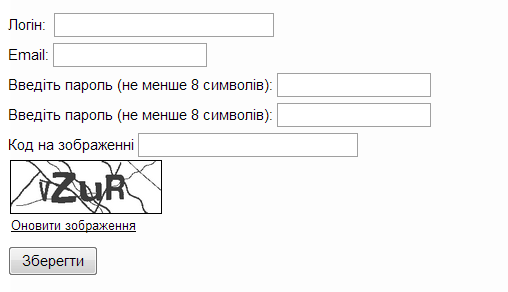 Логін:
Email:
Введіть пароль (не менше 8 символів):
Введіть пароль (не менше 8 символів):
Код на зображенні
Оновити зображення
Зберегти